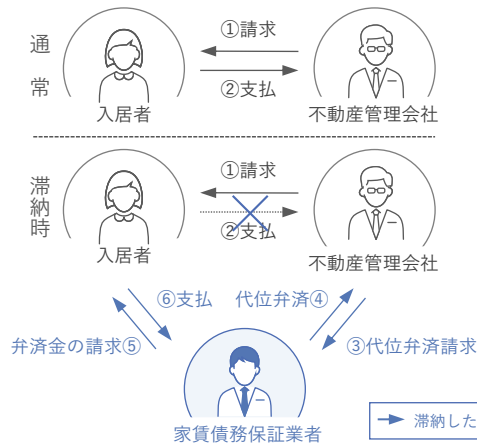 通常
①請求
②支払
入居者
不動産管理会社
滞納時
①請求
②支払
入居者
不動産管理会社
⑥支払
代位弁済④
弁済金の請求⑤
③代位弁済請求
家賃債務保証業者
滞納した